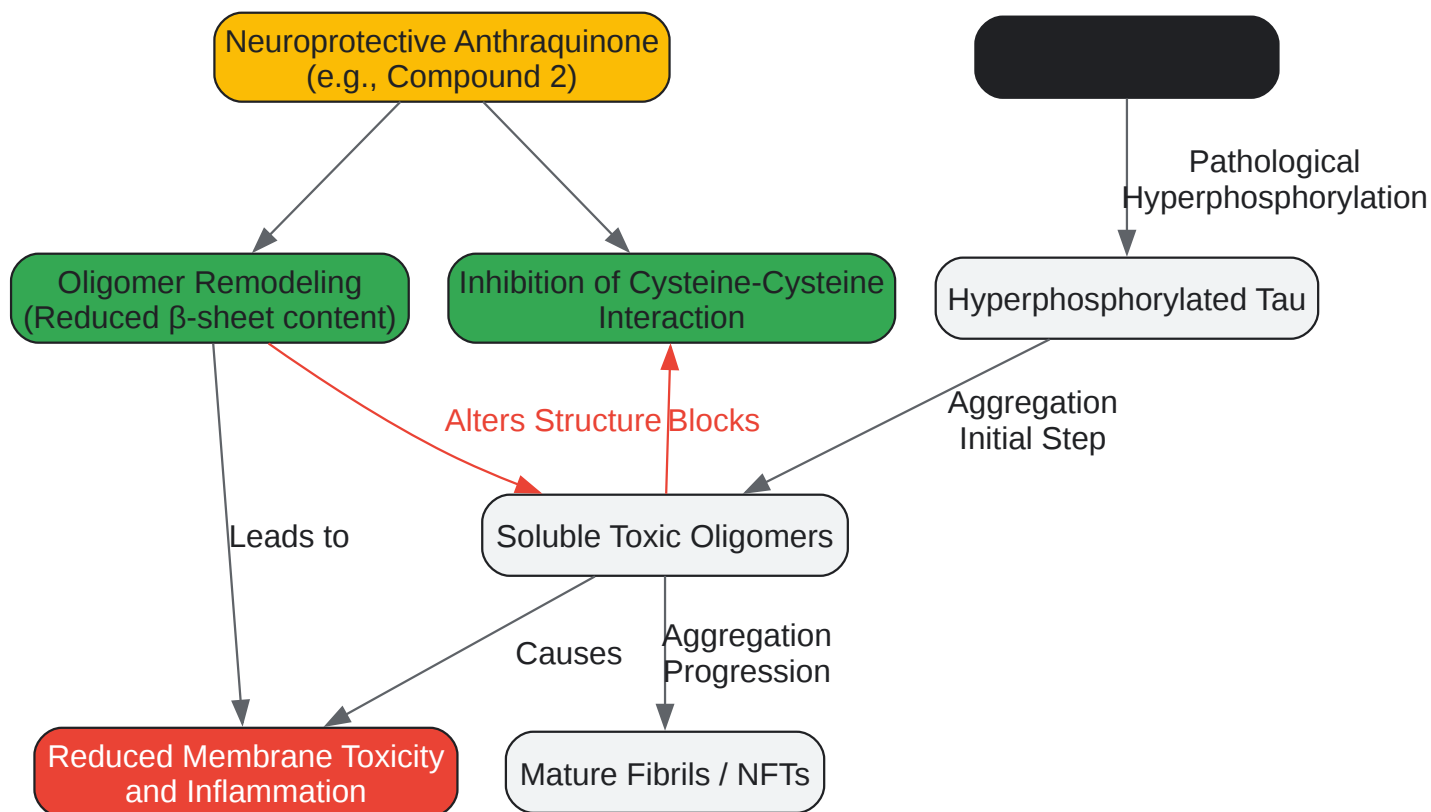 Neuroprotective Anthraquinone
(e.g., Compound 2)
Pathological
Hyperphosphorylation
Oligomer Remodeling
(Reduced β-sheet content)
Inhibition of Cysteine-Cysteine
Interaction
Hyperphosphorylated Tau
Alters Structure
Blocks
Aggregation
Initial Step
Leads to
Soluble Toxic Oligomers
Causes
Aggregation
Progression
Reduced Membrane Toxicity
and Inflammation
Mature Fibrils / NFTs